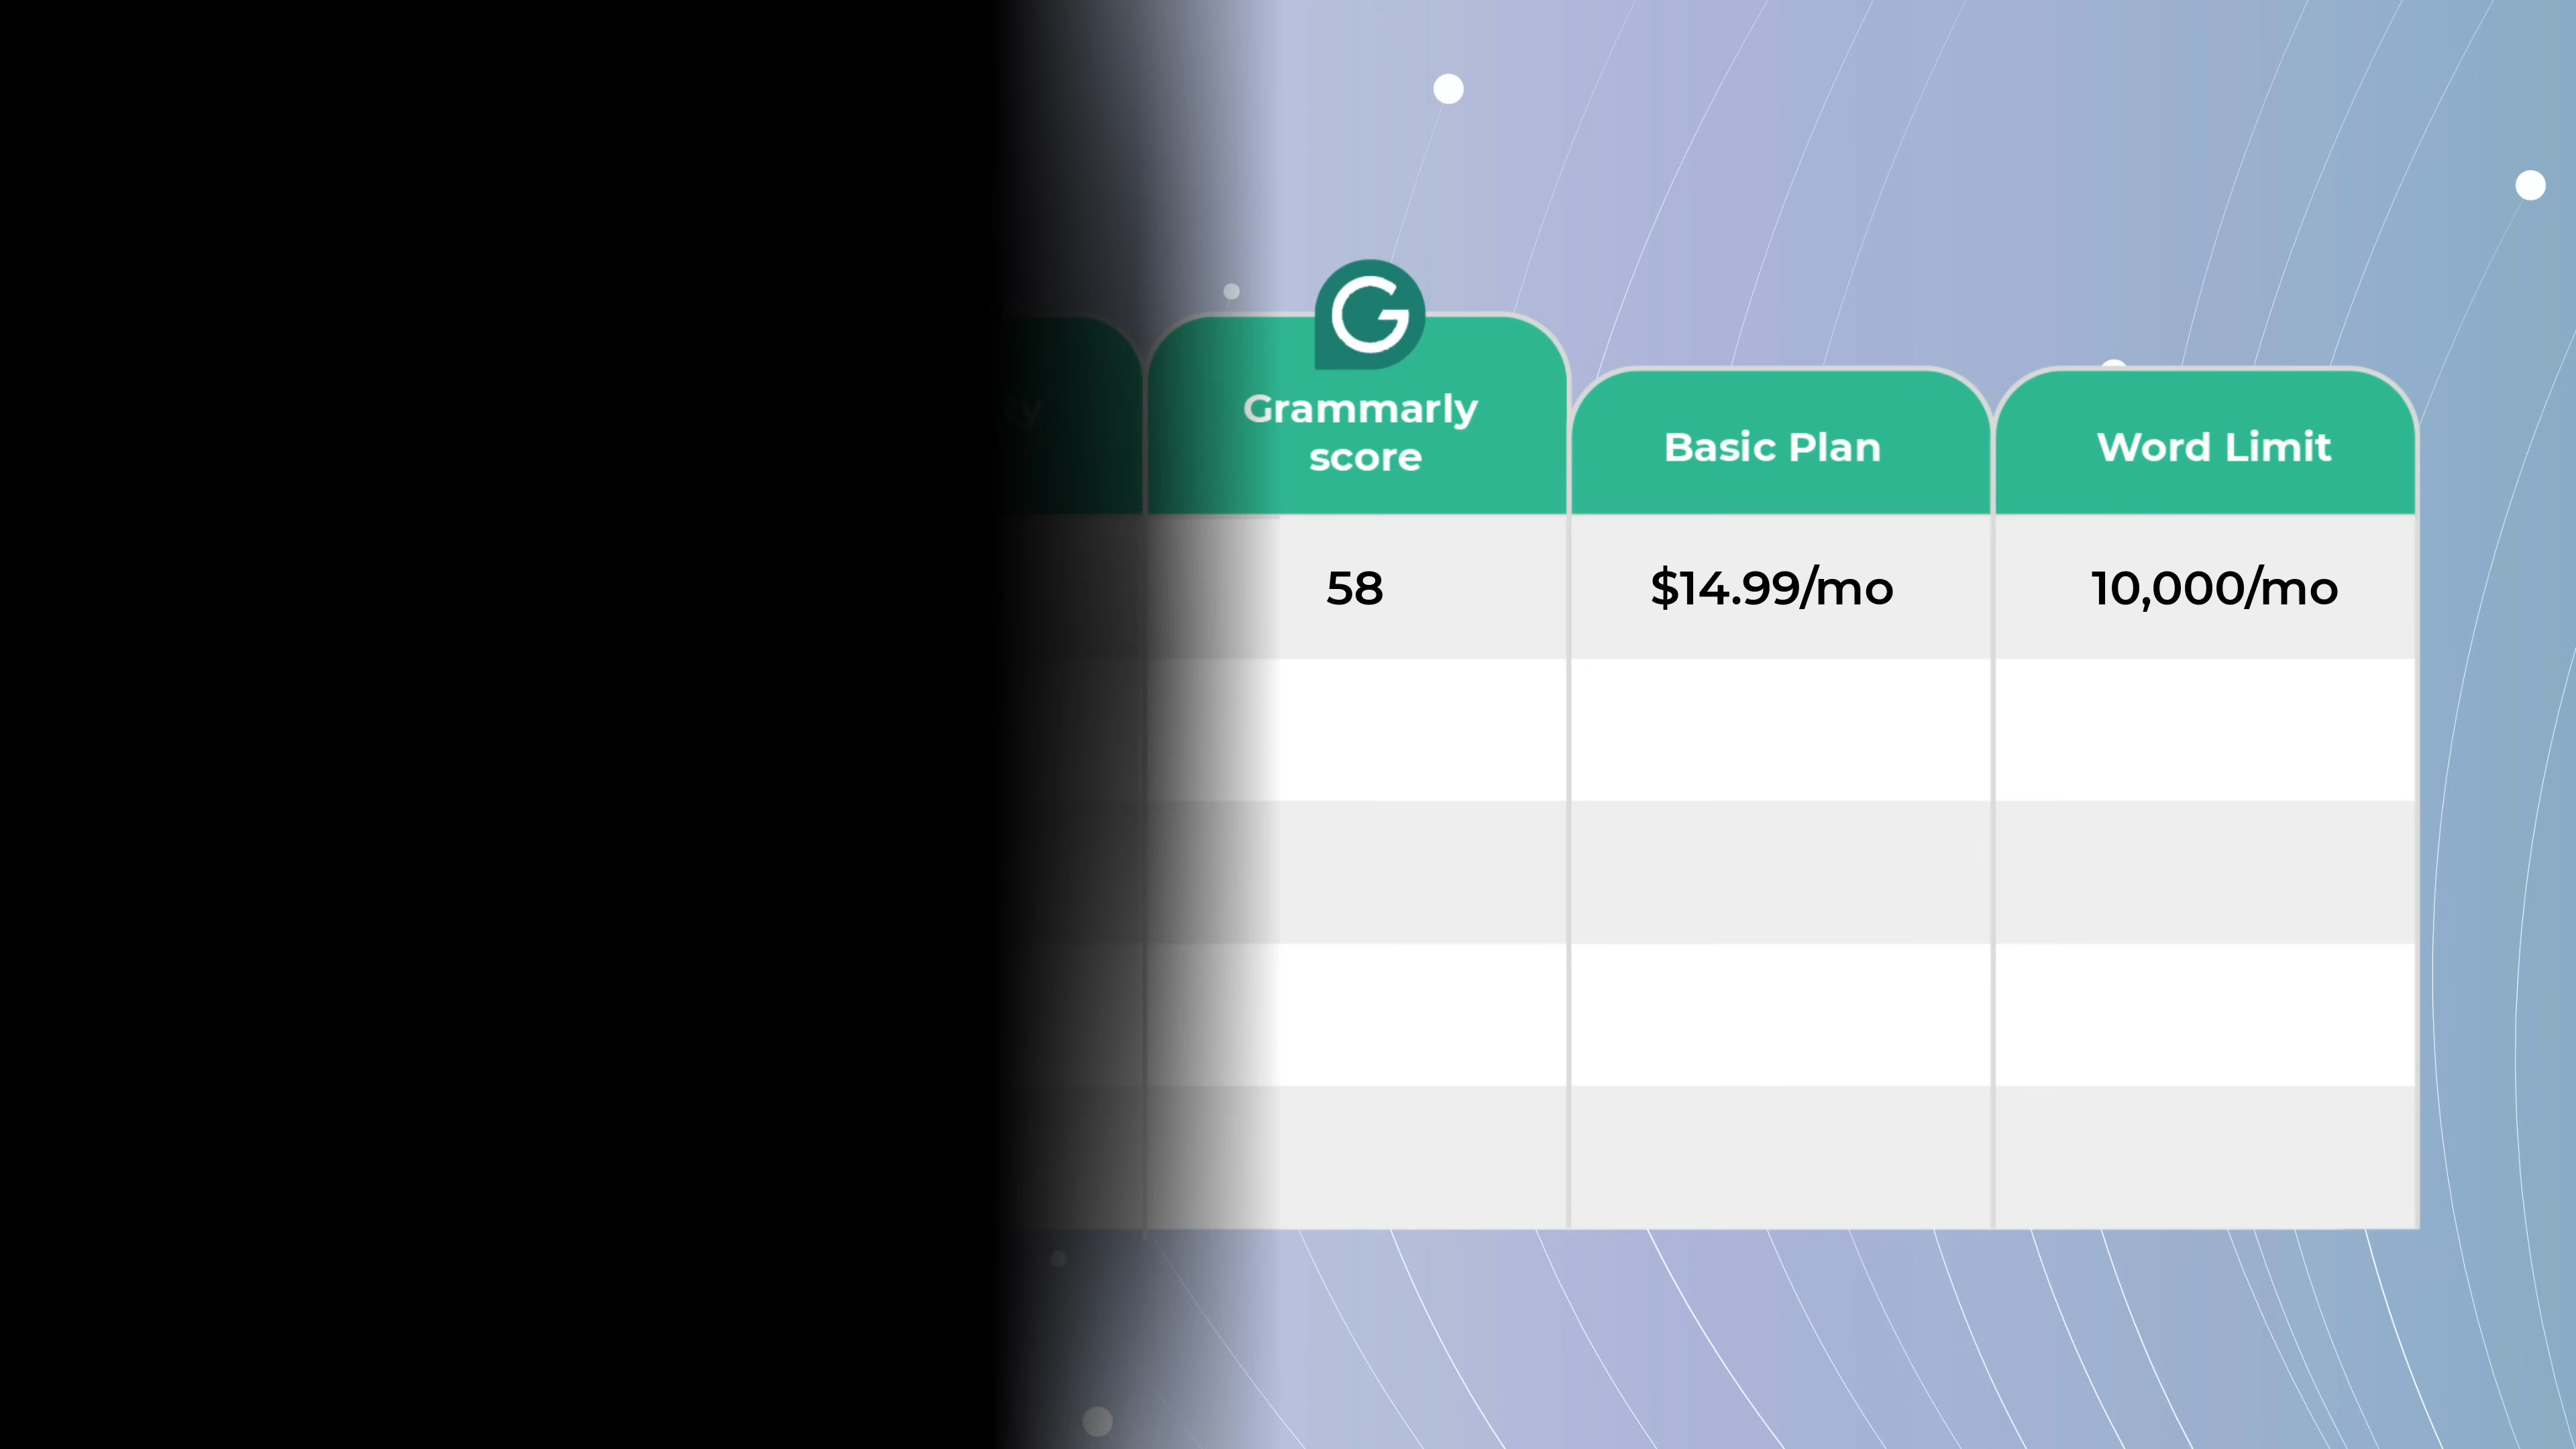 Grammarly
score
Basic Plan
Word Limit
58
$14.99/mo
10,000/mo